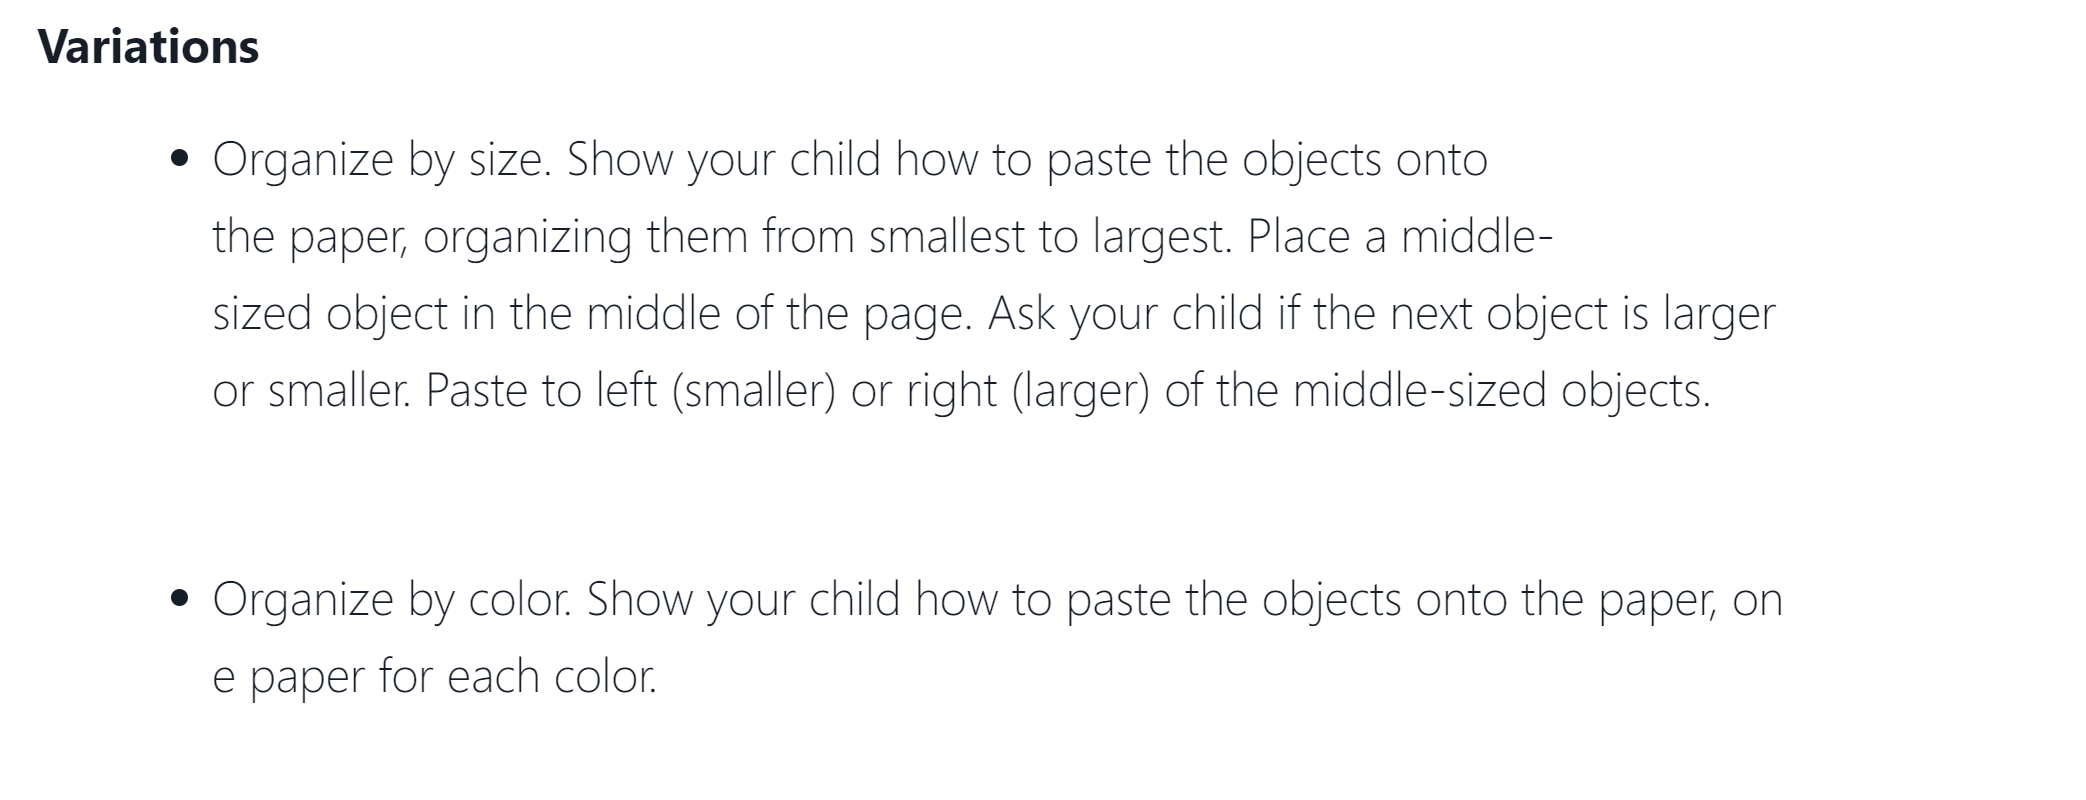 Variations
• Organize by size. Show your child how to paste the objects onto
the paper, organizing them from smallest to largest. Place a middle-
sized object in the middle of the page. Ask your child if the next object is larger
or smaller. Paste to left (smaller) or right (larger) of the middle-sized objects.
• Organize by color. Show your child how to paste the objects onto the paper, on
e paper for each color.